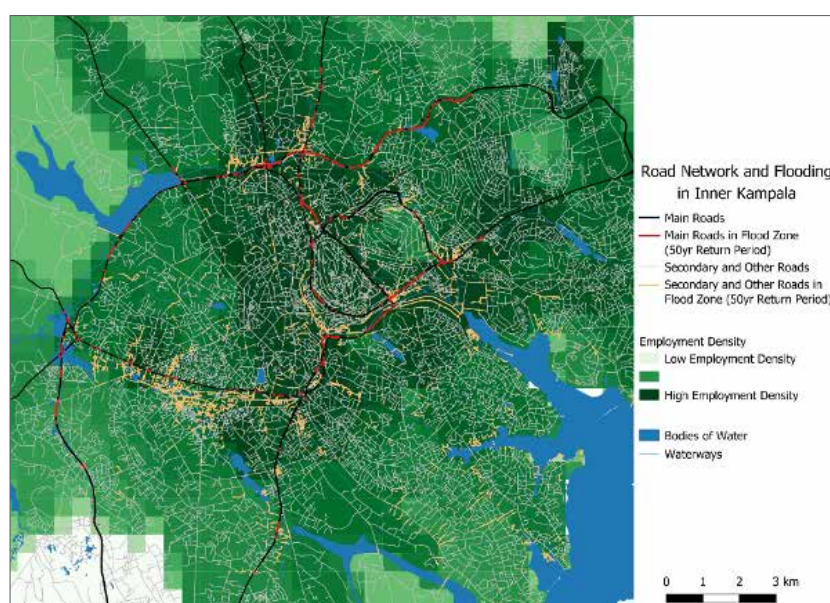 Road Network and Flooding
in Inner Kampala
Main Roads
Main Roads in Flood Zone
(50yr Return Period)
Secondary and Other Roads
Secondary and Other Roads in
Flood Zone (50yr Return Period)
Employment Density
Low Employment Density
High Employment Density
Bodies of Water
Waterways
0 1 2 3 km